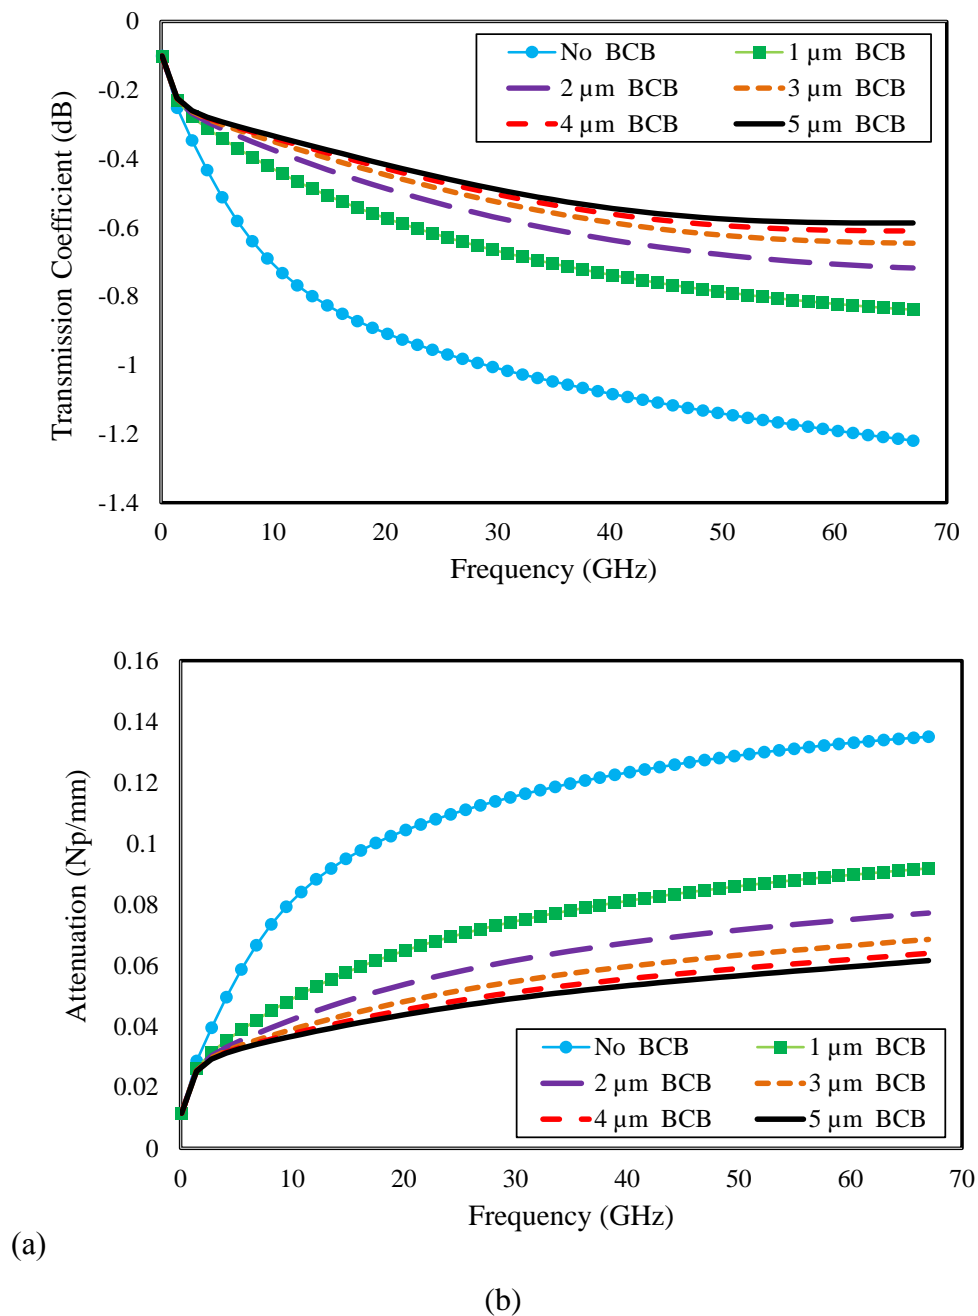 0
-0.2
-0.4
-0.6
-0.8
-1
-1.2
-1.4
Transmission Coefficient (dB)
No BCB
1 µm BCB
2 µm BCB
3 µm BCB
4 µm BCB
5 µm BCB
0 10 20 30 40 50 60 70
Frequency (GHz)
0.16
0.14
0.12
0.1
0.08
0.06
0.04
0.02
0
Attenuation (Np/mm)
No BCB
1 µm BCB
2 µm BCB
3 µm BCB
4 µm BCB
5 µm BCB
0 10 20 30 40 50 60 70
Frequency (GHz)
(a)
(b)